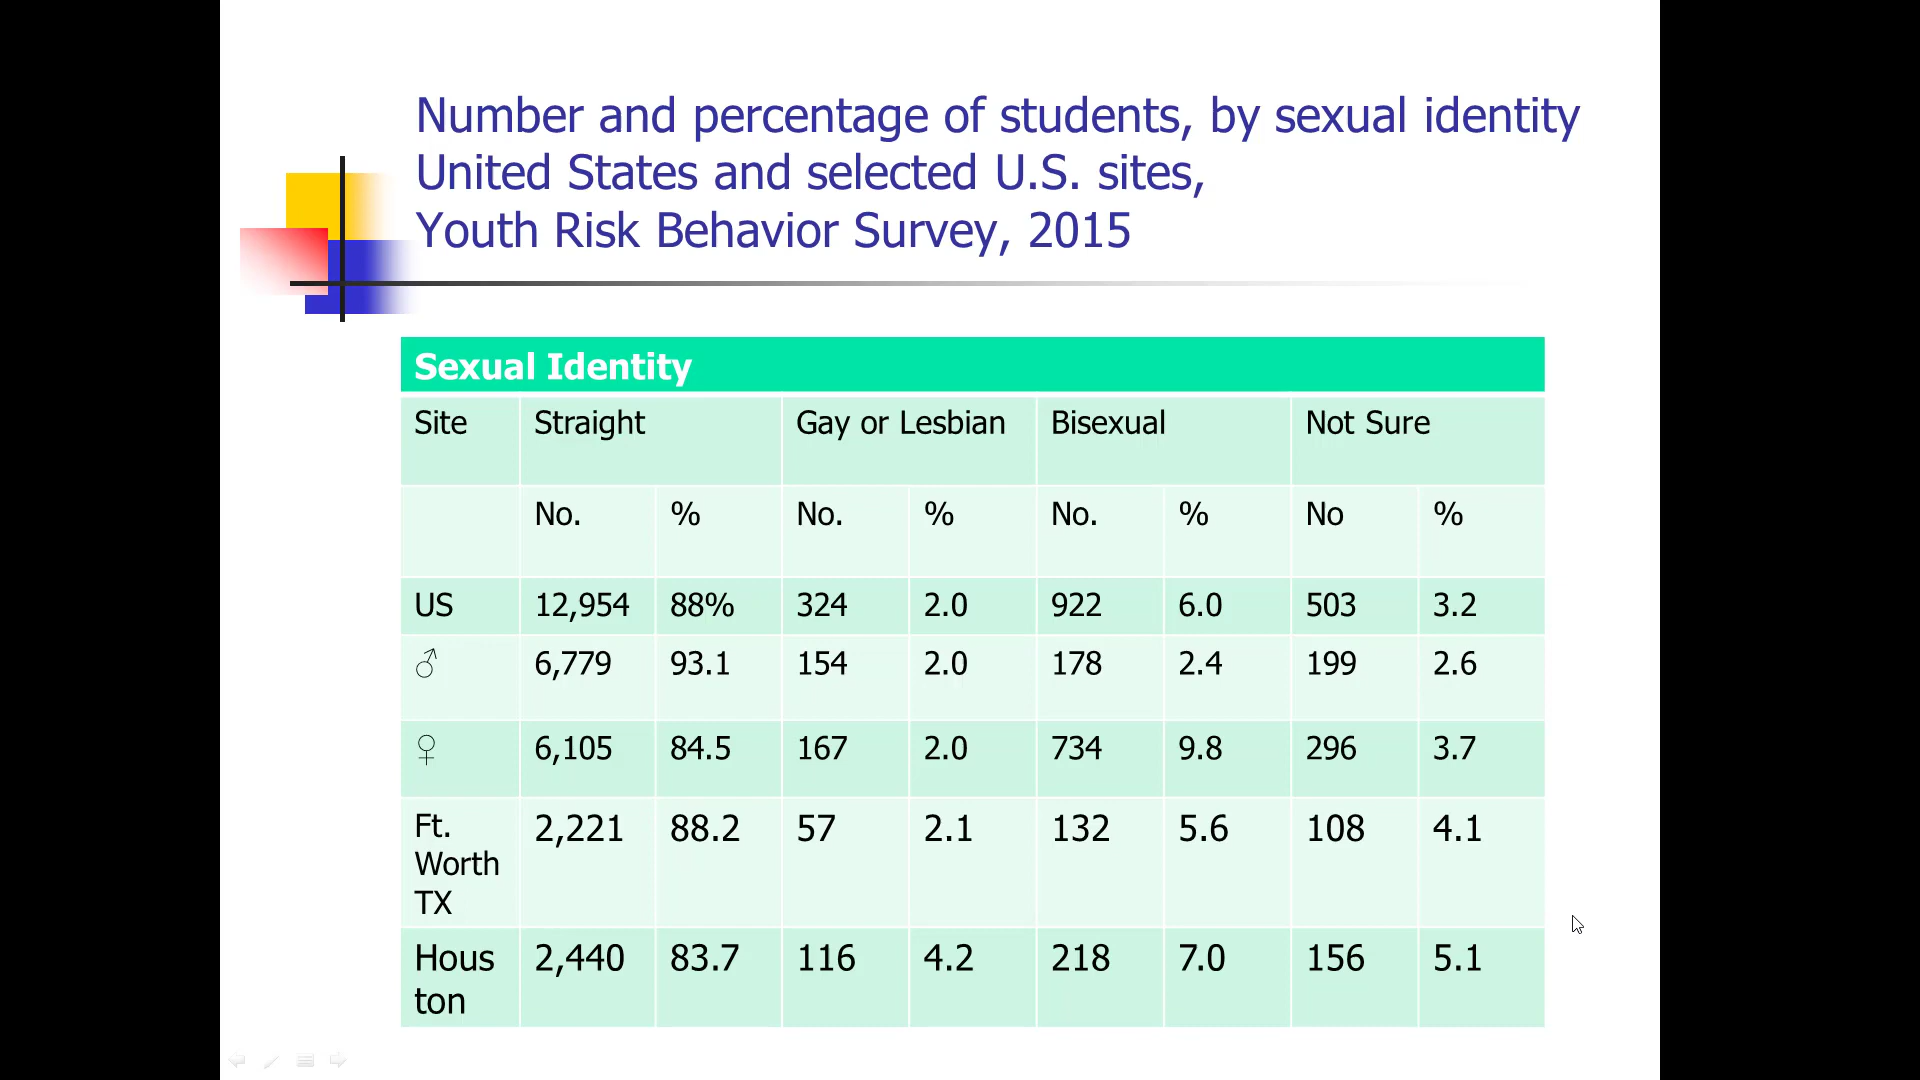 Number and percentage of students, by sexual identity
United States and selected U.S. sites,
Youth Risk Behavior Survey, 2015
Sexual Identity
Site Straight Gay or Lesbian Bisexual Not Sure
No. % No. % No. % No %
US 12,954 88% 324 2.0 922 6.0 503 3.2
♂ 6,779 93.1 154 2.0 178 2.4 199 2.6
♀ 6,105 84.5 167 2.0 734 9.8 296 3.7
Ft. 2,221 88.2 57 2.1 132 5.6 108 4.1
Worth
TX
Hous 2,440 83.7 116 4.2 218 7.0 156 5.1
ton